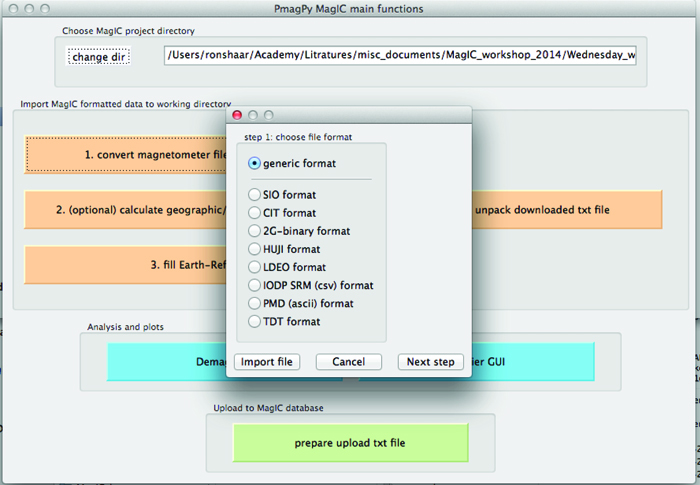 PmagPy MagIC main functions
Choose MagIC project directory
change dir
/Users/ronshaar/Academy/Litratures/misc_documents/MagIC_workshop_2014/Wednesday_w
Import MagIC formatted data to working directory
1. convert magnetometer file
2. (optional) calculate geographic/
3. fill Earth-Ref
unpack downloaded txt file
step 1: choose file format
generic format
SIO format
CIT format
2G-binary format
HUJI format
LDEO format
IODP SRM (csv) format
PMD (ascii) format
TDT format
Import file
Cancel
Next step
Analysis and plots
Demag
ier GUI
Upload to MagIC database
prepare upload txt file